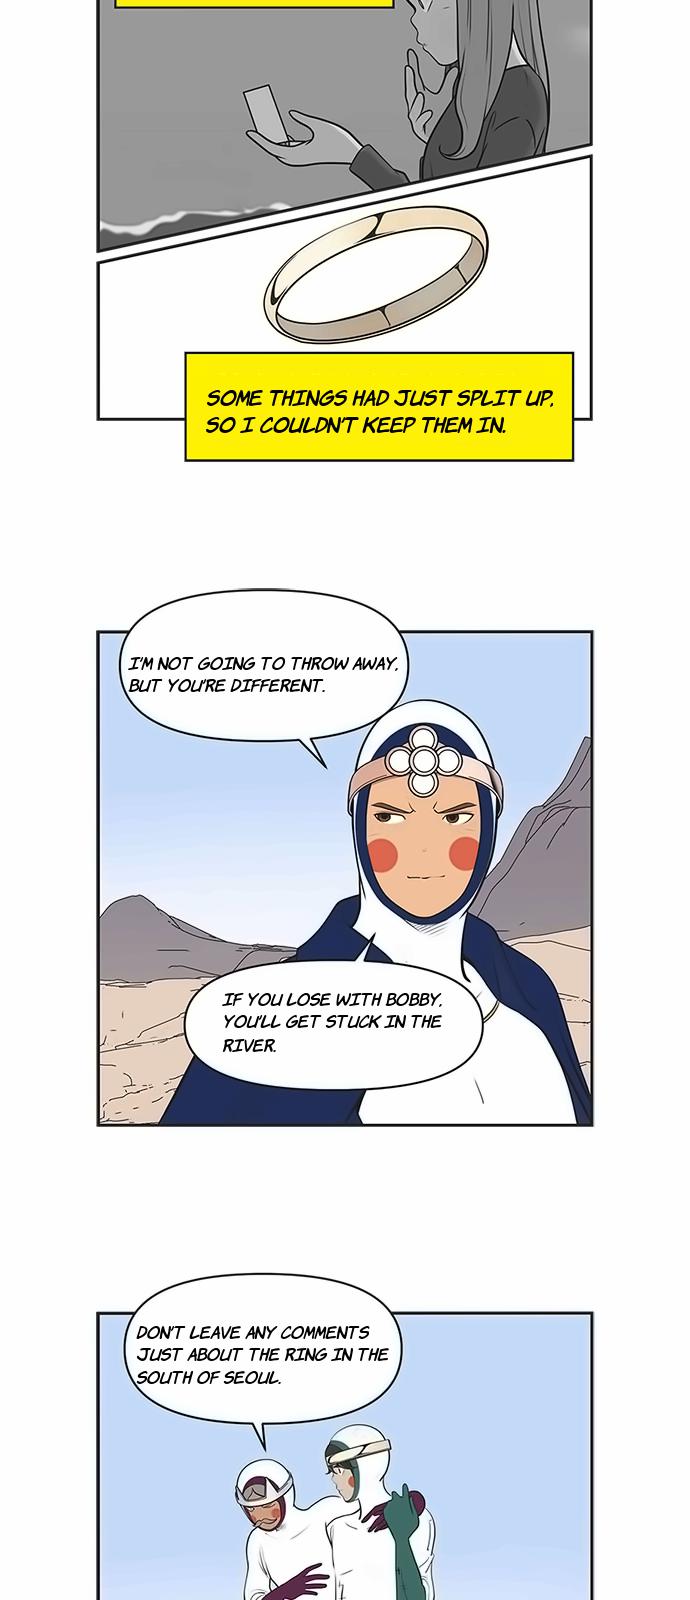 SOME THINGS HAD JUST SPLIT UP,
SO I COULDN'T KEEP THEM IN.
I'M NOT GOING TO THROW AWAY,
BUT YOU'RE DIFFERENT.
IF YOU LOSE WITH BOBBY,
YOU'LL GET STUCK IN THE
RIVER.
DON'T LEAVE ANY COMMENTS
JUST ABOUT THE RING IN THE
SOUTH OF SEOUL.